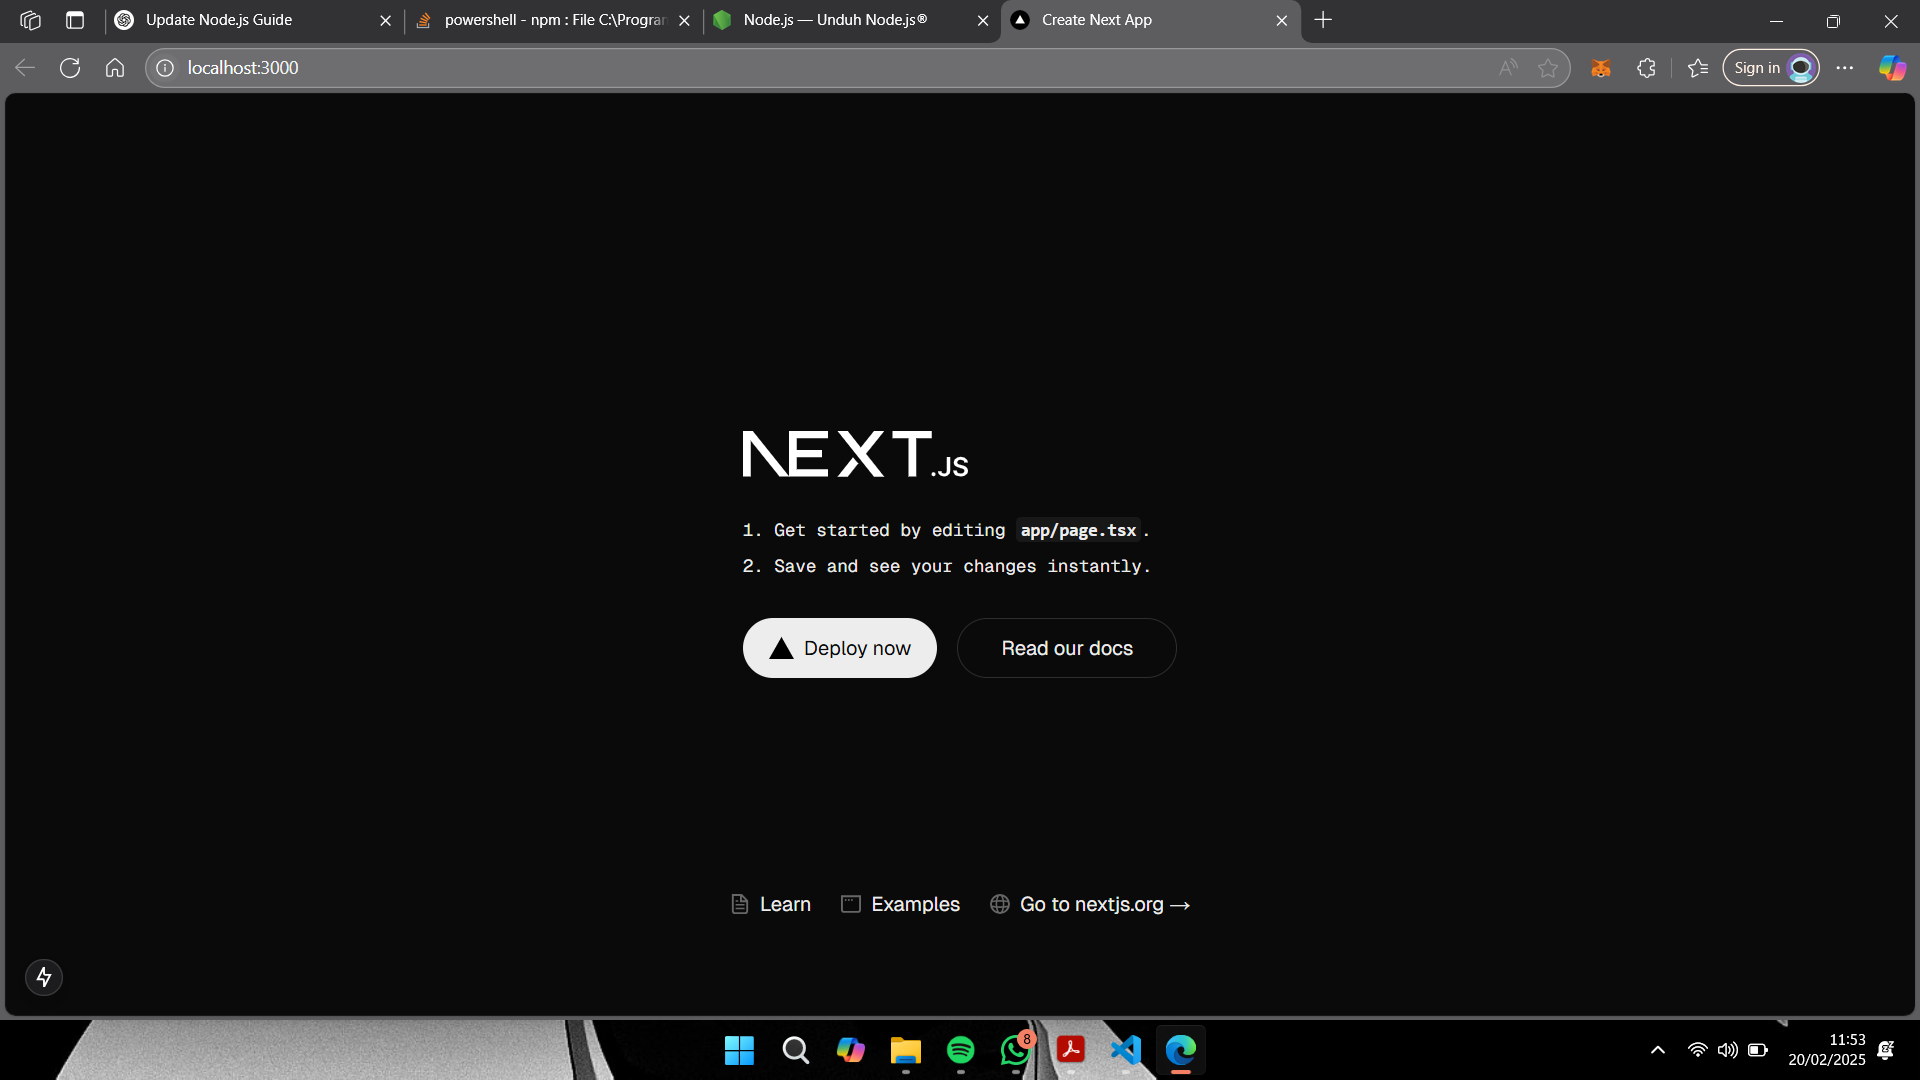 Update Node.js Guide
powershell - npm : File C:\Progran
Node.js — Unduh Node.js®
Create Next App
localhost:3000
Sign in
NEXT.JS
1. Get started by editing app/page.tsx.
2. Save and see your changes instantly.
Deploy now
Read our docs
Learn
Examples
Go to nextjs.org →
8
11:53
20/02/2025